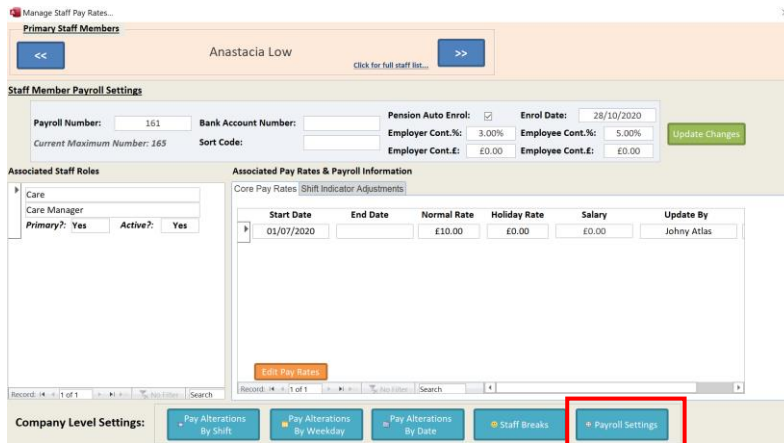 Manage Staff Pay Rates...
Primary Staff Members
<<
Anastacia Low
Click for full staff list...
>>
Staff Member Payroll Settings
Payroll Number: 161 Bank Account Number: Pension Auto Enrol: Enrol Date: 28/10/2020
Current Maximum Number: 165 Sort Code: Employer Cont.%: 3.00% Employee Cont.%: 5.00%
Employer Cont.£: £0.00 Employee Cont.£: £0.00
Update Changes
Associated Staff Roles
Care
Care Manager
Primary?: Yes Active?: Yes
Record: 1 of 1 No Filter Search
Associated Pay Rates & Payroll Information
Core Pay Rates Shift Indicator Adjustments
Start Date End Date Normal Rate Holiday Rate Salary Update By
01/07/2020 £10.00 £0.00 £0.00 Johny Atlas
Edit Pay Rates
Record: 1 of 1 No Filter Search
Company Level Settings:
Pay Alterations
By Shift
Pay Alterations
By Weekday
Pay Alterations
By Date
Staff Breaks
Payroll Settings